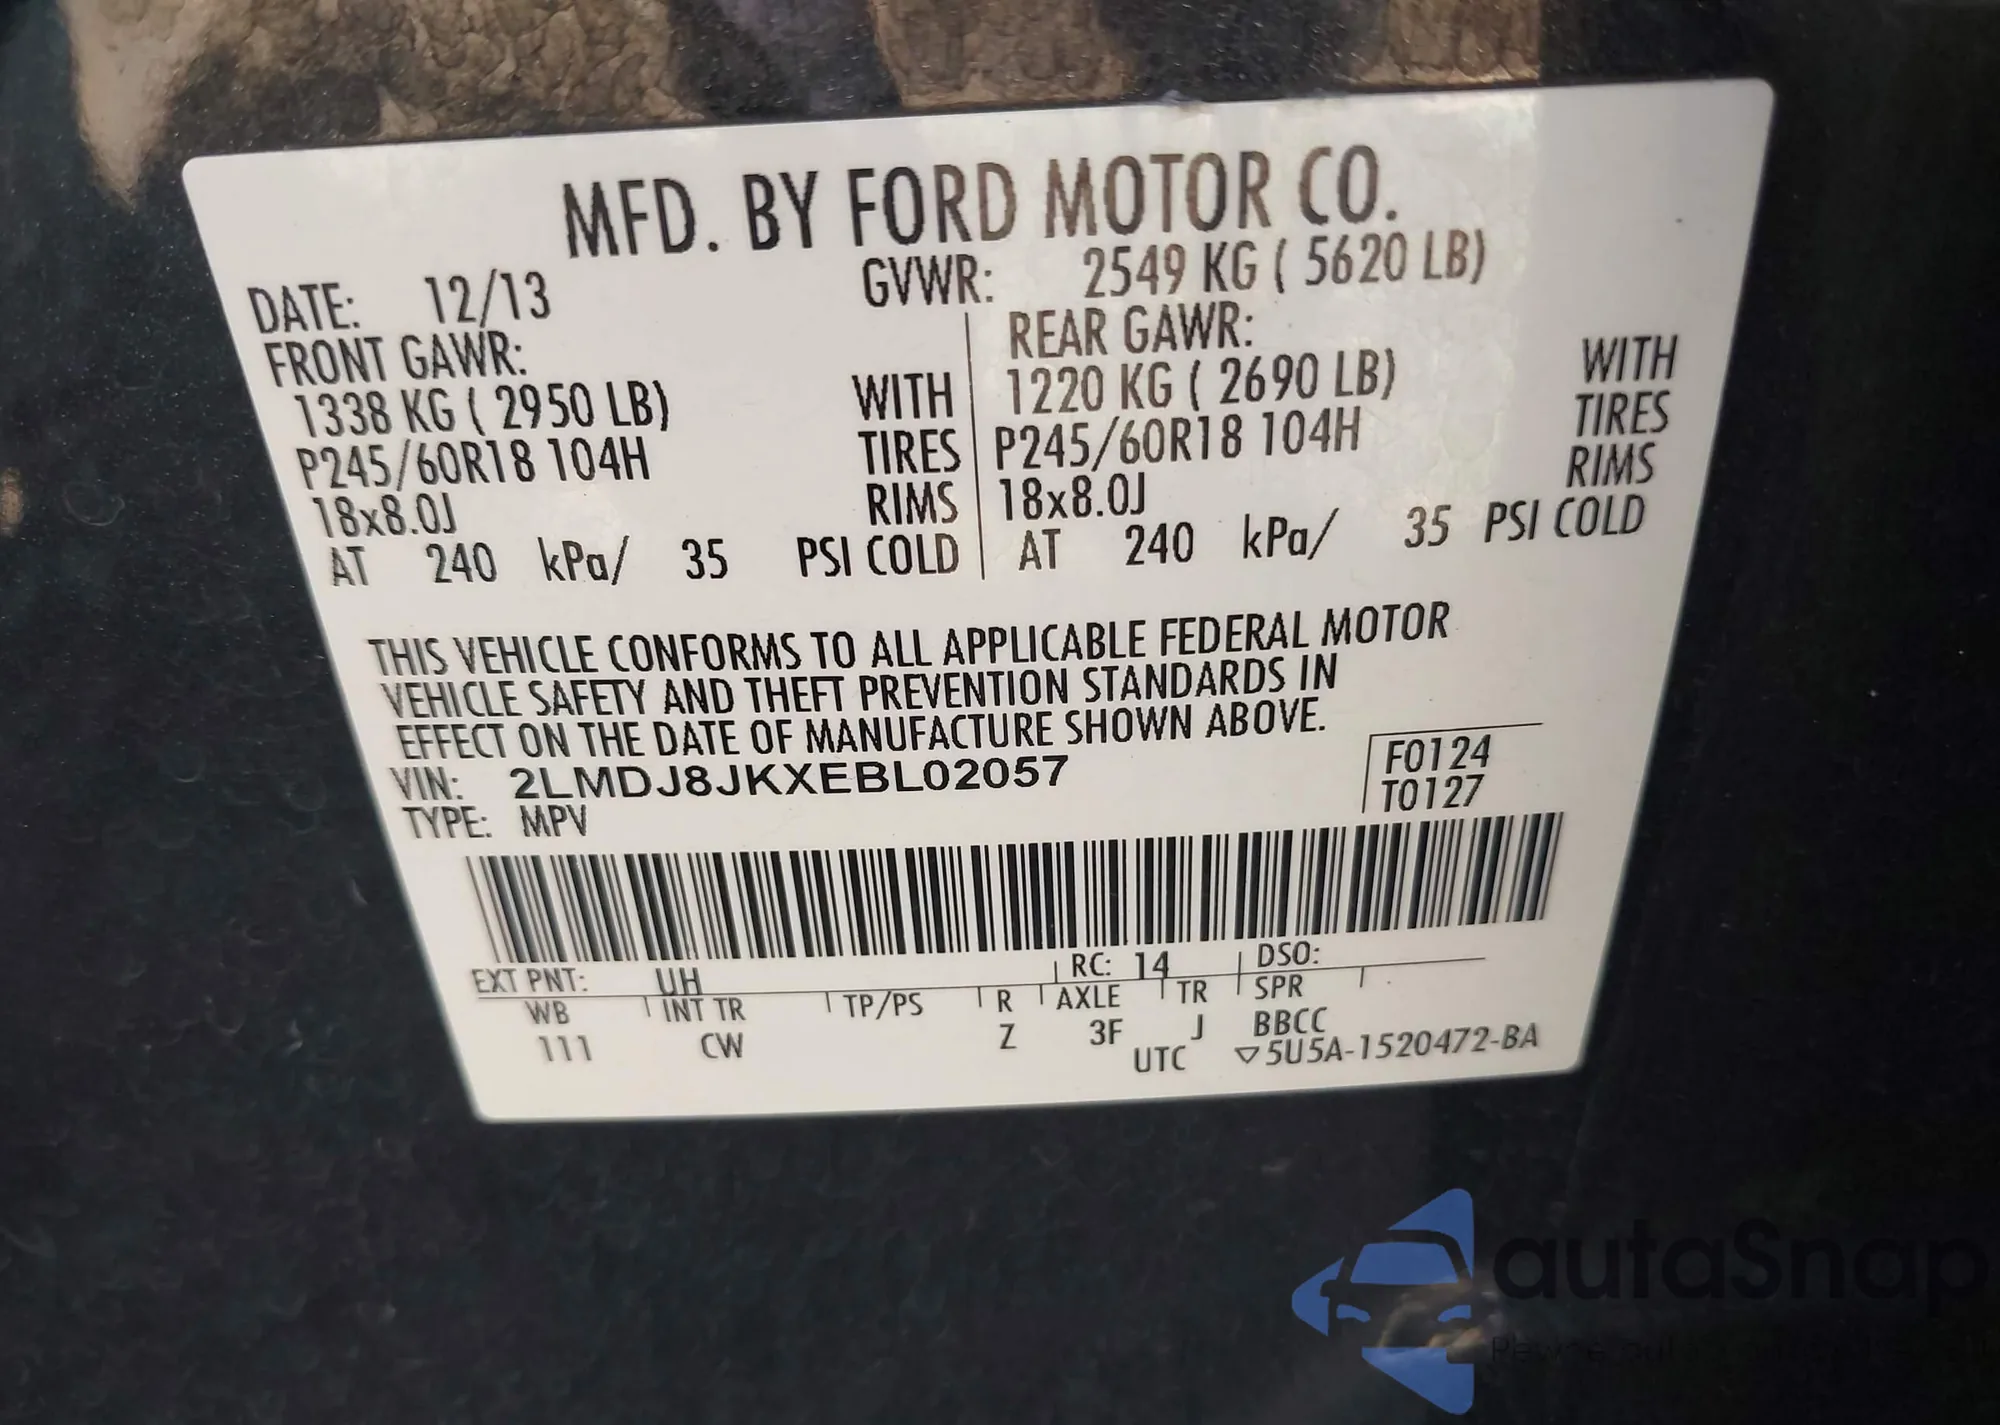 MFD. BY FORD MOTOR CO.
DATE: 12/13 GVWR: 2549 KG ( 5620 LB)
FRONT GAWR: REAR GAWR:
1338 KG ( 2950 LB) WITH 1220 KG ( 2690 LB) WITH
P245/60R18 104H TIRES P245/60R18 104H TIRES
18x8.0J RIMS 18x8.0J RIMS
AT 240 kPa/ 35 PSI COLD AT 240 kPa/ 35 PSI COLD
THIS VEHICLE CONFORMS TO ALL APPLICABLE FEDERAL MOTOR
VEHICLE SAFETY AND THEFT PREVENTION STANDARDS IN
EFFECT ON THE DATE OF MANUFACTURE SHOWN ABOVE.
VIN: 2LMDJ8JKXEBL02057 F0124
TYPE: MPV T0127
EXT PNT: UH RC: 14 DSO:
WB INT TR TP/PS R AXLE TR SPR
111 CW Z 3F J BBCC
UTC ▽5U5A-1520472-BA
autaSnap